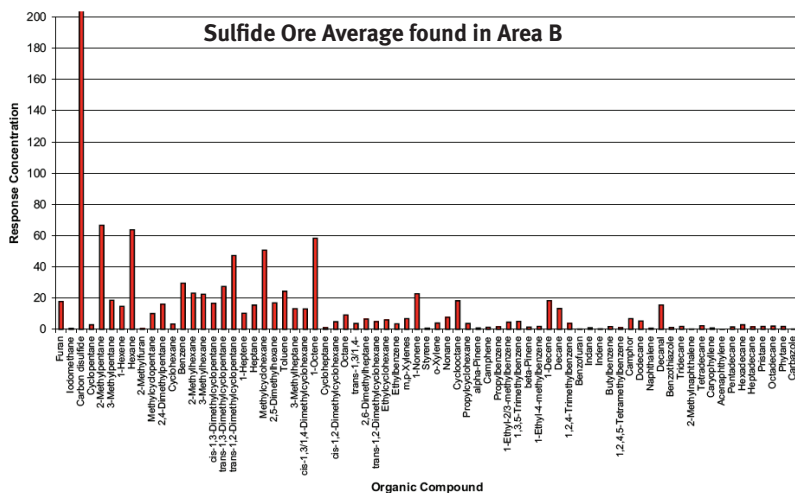 Sulfide Ore Average found in Area B
Response Concentration
200
180
160
140
120
100
80
60
40
20
0
Furan
Iodomethane
Carbon disulfide
Cyclopentane
2-Methylpentane
3-Methylpentane
1-Hexene
Hexane
2-Methylfuran
Methylcyclopentane
2,4-Dimethylpentane
Cyclohexane
Benzene
2-Methylhexane
3-Methylhexane
cis-1,3-Dimethylcyclopentane
trans-1,3-Dimethylcyclopentane
trans-1,2-Dimethylcyclopentane
1-Heptene
Heptane
Methylcyclohexane
2,5-Dimethylhexane
Toluene
3-Methylheptane
cis-1,3/1,4-Dimethylcyclohexane
1-Octene
Cycloheptane
cis-1,2-Dimethylcyclohexane
Octane
trans-1,3/1,4-
2,6-Dimethylheptane
trans-1,2-Dimethylcyclohexane
Ethylcyclohexane
Ethylbenzene
m,p-Xylenes
1-Nonene
Styrene
o-Xylene
Nonane
Cyclooctane
Propylcyclohexane
alpha-Pinene
Camphene
Propylbenzene
1-Ethyl-2/3-methylbenzene
1,3,5-Trimethylbenzene
beta-Pinene
1-Ethyl-4-methylbenzene
1-Decene
Decane
1,2,4-Trimethylbenzene
Benzofuran
Indane
Indene
Butylbenzene
1,2,4,5-Tetramethylbenzene
Camphor
Dodecane
Naphthalene
Decanal
Benzothiazole
Tridecane
2-Methylnaphthalene
Tetradecane
Caryophyllene
Acenaphthylene
Pentadecane
Hexadecane
Heptadecane
Pristane
Octadecane
Phytane
Carbazole
Organic Compound